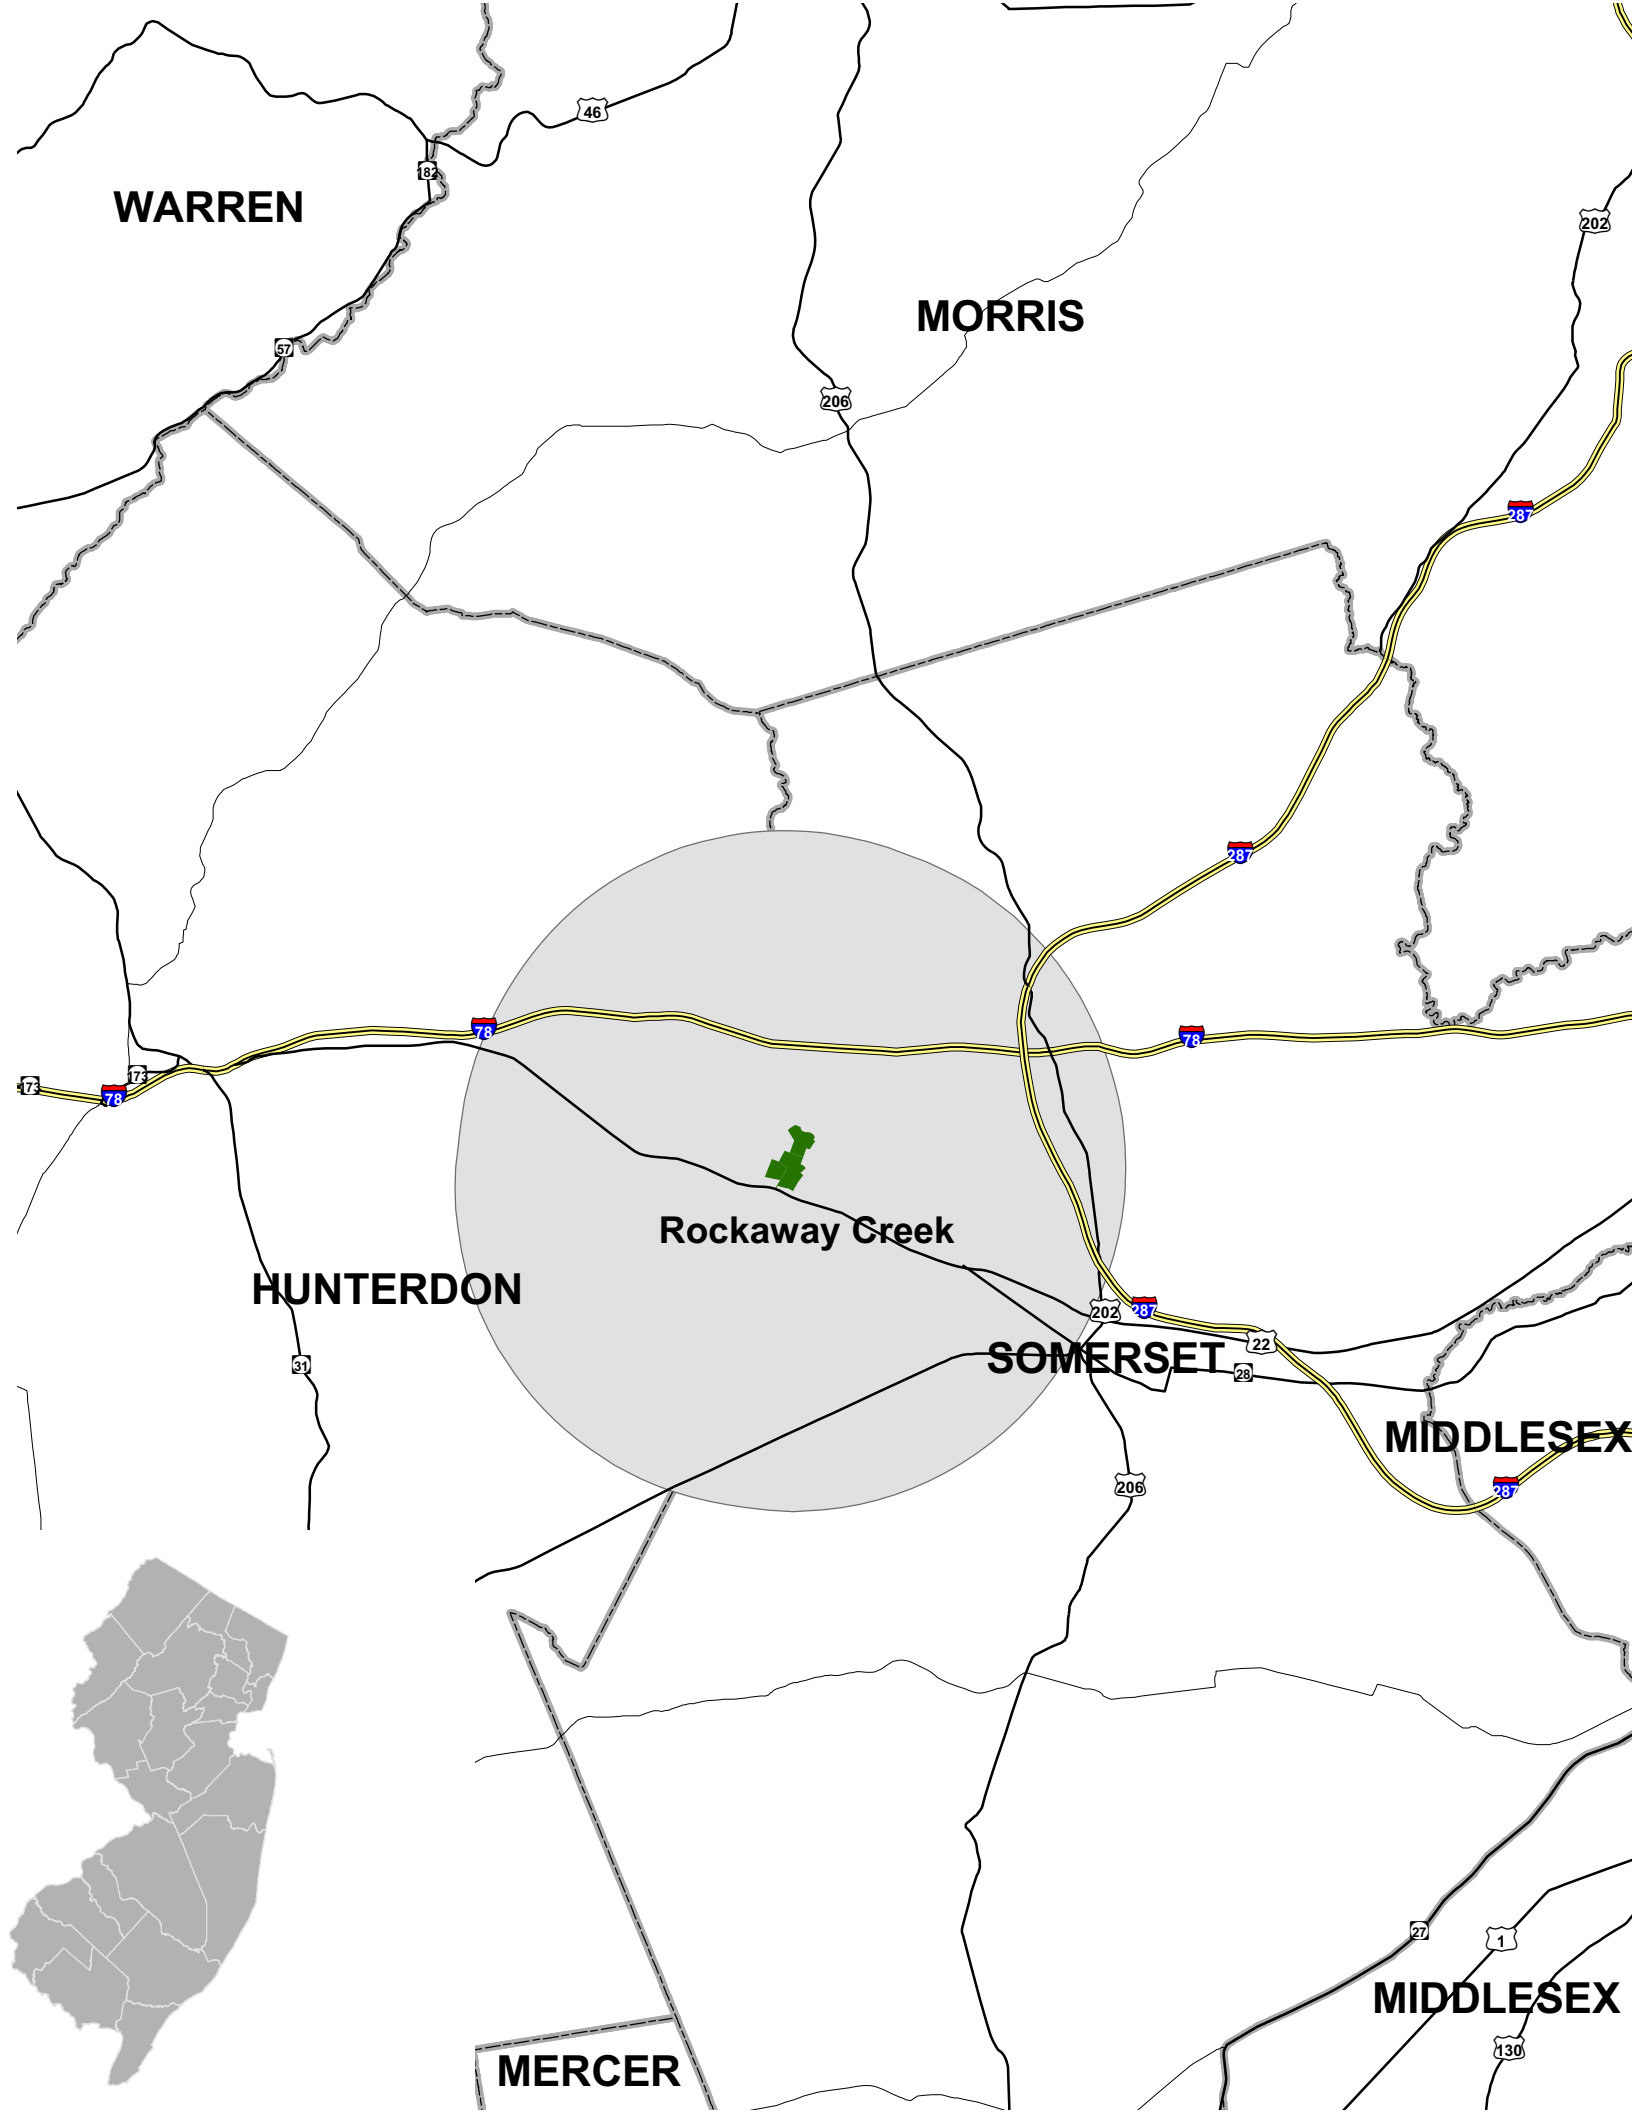 46
182
WARREN
202
MORRIS
57
206
287
287
78
78
173
173
78
Rockaway Creek
HUNTERDON
202
287
22
SOMERSET
31
28
MIDDLESEX
206
287
27
1
MIDDLESEX
130
MERCER